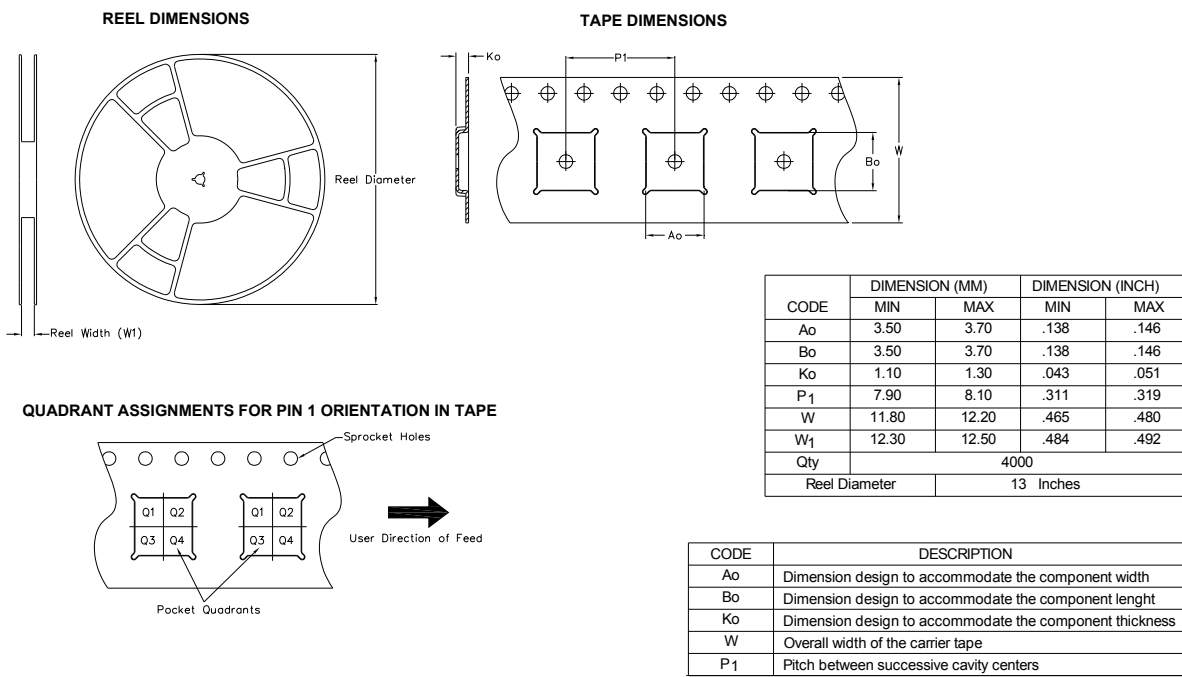 REEL DIMENSIONS
TAPE DIMENSIONS
Ko
P1
W
Bo
Ao
Reel Diameter
Reel Width (W1)
DIMENSION (MM) DIMENSION (INCH)
CODE MIN MAX MIN MAX
Ao 3.50 3.70 .138 .146
Bo 3.50 3.70 .138 .146
Ko 1.10 1.30 .043 .051
P1 7.90 8.10 .311 .319
W 11.80 12.20 .465 .480
W1 12.30 12.50 .484 .492
Qty 4000
Reel Diameter 13 Inches
QUADRANT ASSIGNMENTS FOR PIN 1 ORIENTATION IN TAPE
Sprocket Holes
Q1 Q2 Q1 Q2
Q3 Q4 Q3 Q4
User Direction of Feed
Pocket Quadrants
CODE DESCRIPTION
Ao Dimension design to accommodate the component width
Bo Dimension design to accommodate the component lenght
Ko Dimension design to accommodate the component thickness
W Overall width of the carrier tape
P1 Pitch between successive cavity centers